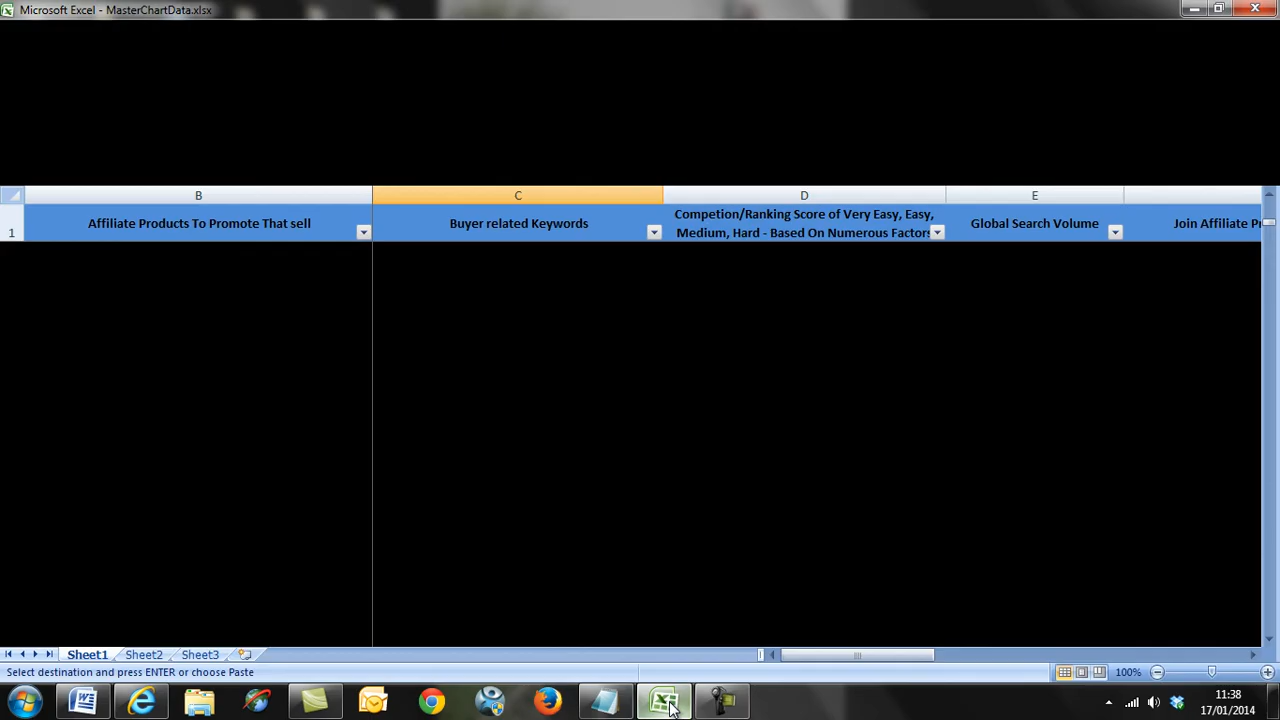 Microsoft Excel - MasterChartData.xlsx
B
C
D
E
1
Affiliate Products To Promote That sell
Buyer related Keywords
Competion/Ranking Score of Very Easy, Easy,
Medium, Hard - Based On Numerous Factors
Global Search Volume
Join Affiliate Pr
Sheet1
Sheet2
Sheet3
Select destination and press ENTER or choose Paste
100%
11:38
17/01/2014